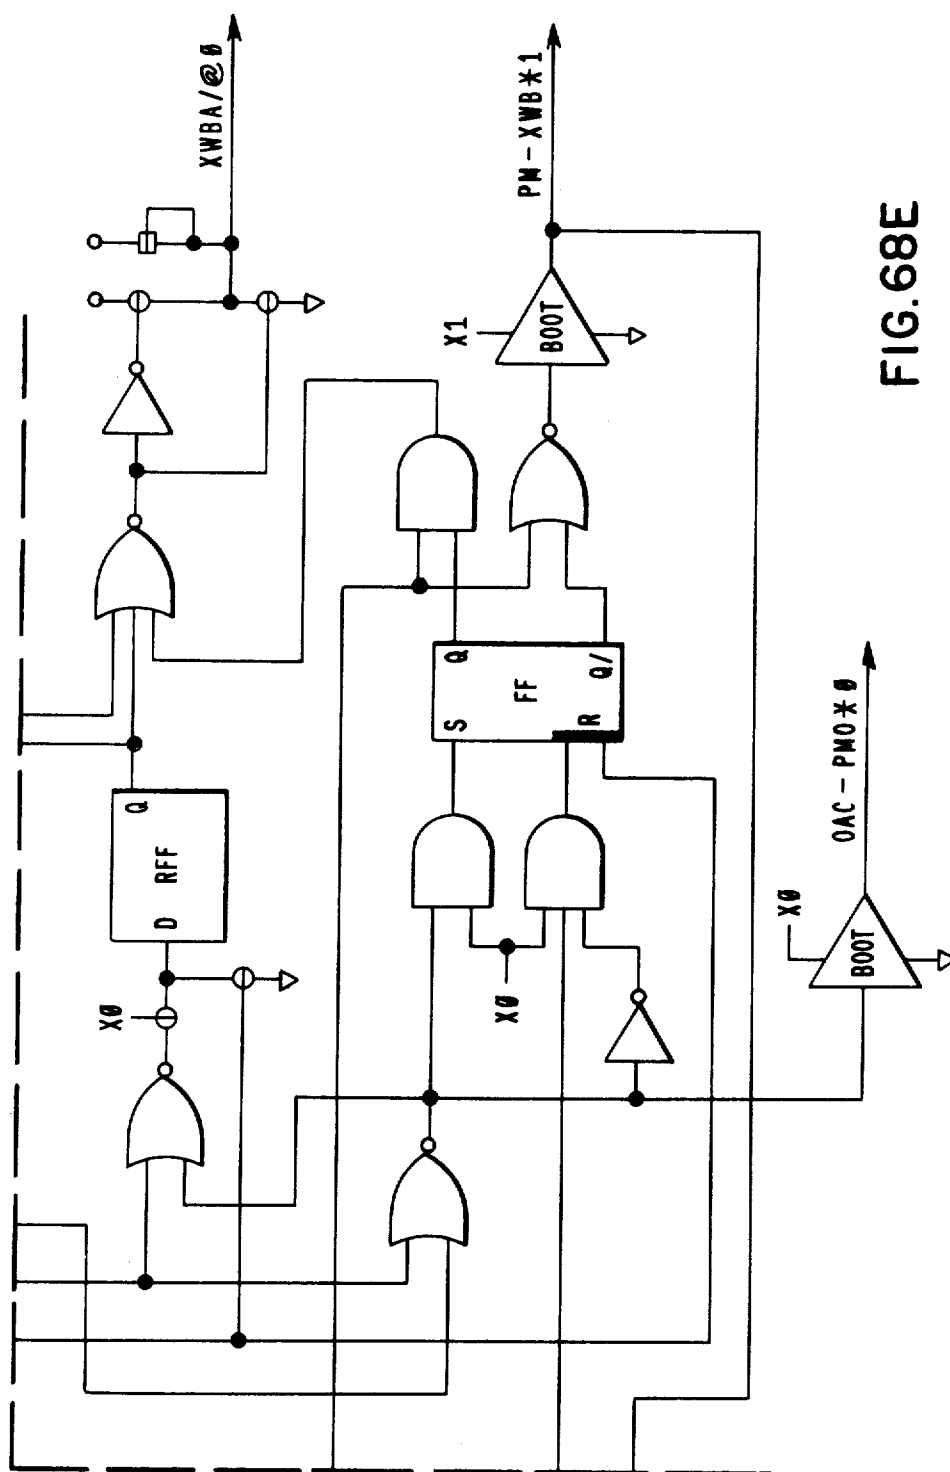 XWBA/@0
PM-XWB*1
X1
BOOT
Q
RFF
D
X0
Q
Q/
FF
S
R
X0
OAC-PMO*0
X0
BOOT
FIG. 68E